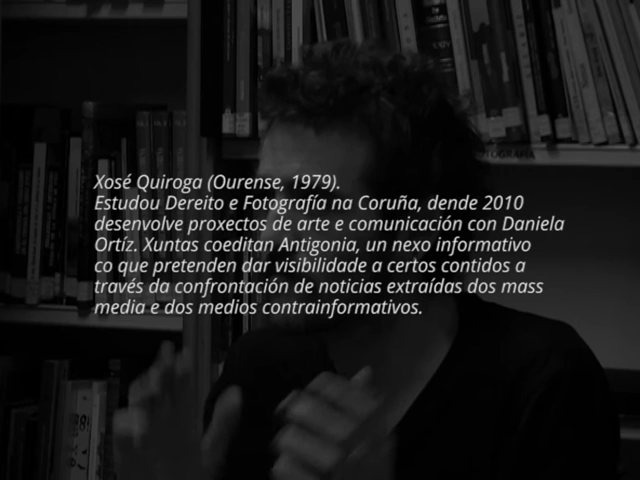 Xosé Quiroga (Ourense, 1979).
Estudou Dereito e Fotografía na Coruña, dende 2010
desenvolve proxectos de arte e comunicación con Daniela
Ortíz. Xuntas coeditan Antigonia, un nexo informativo
co que pretenden dar visibilidade a certos contidos a
través da confrontación de noticias extraídas dos mass
media e dos medios contrainformativos.